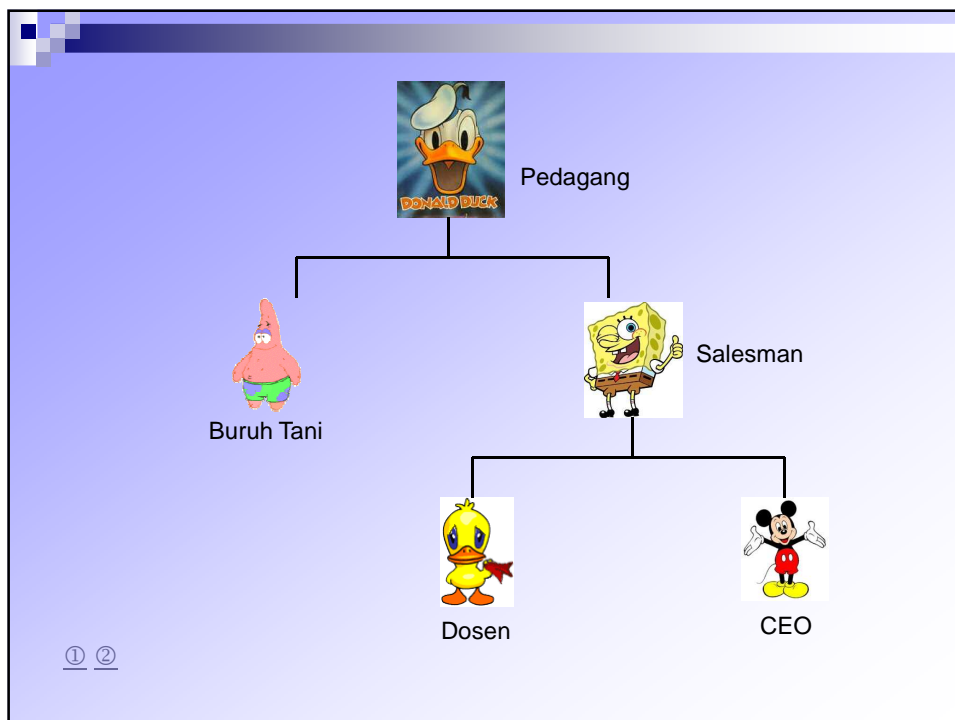 DONALD DUCK
Pedagang
Salesman
Buruh Tani
Dosen
CEO
① ②